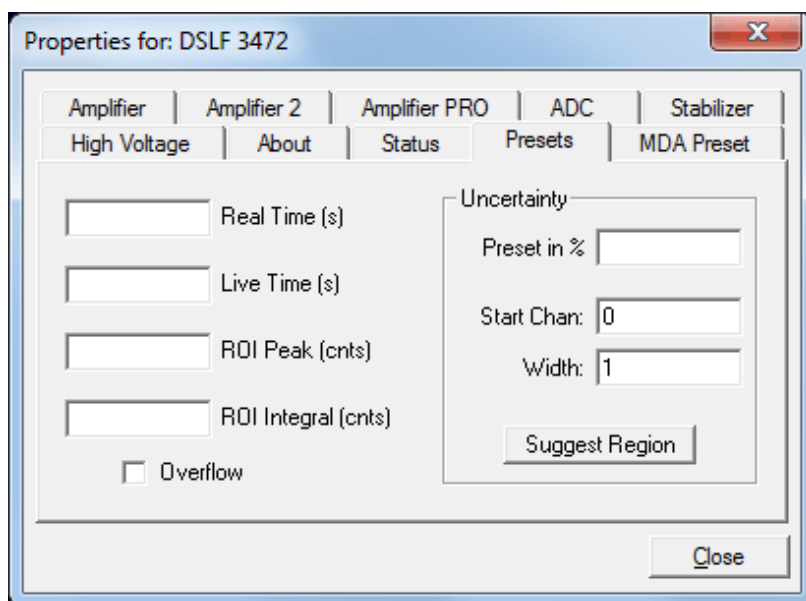 Properties for: DSLF 3472
Amplifier
Amplifier 2
Amplifier PRO
ADC
Stabilizer
High Voltage
About
Status
Presets
MDA Preset
Real Time (s)
Live Time (s)
ROI Peak (cnts)
ROI Integral (cnts)
Overflow
Uncertainty
Preset in %
Start Chan: 0
Width: 1
Suggest Region
Close